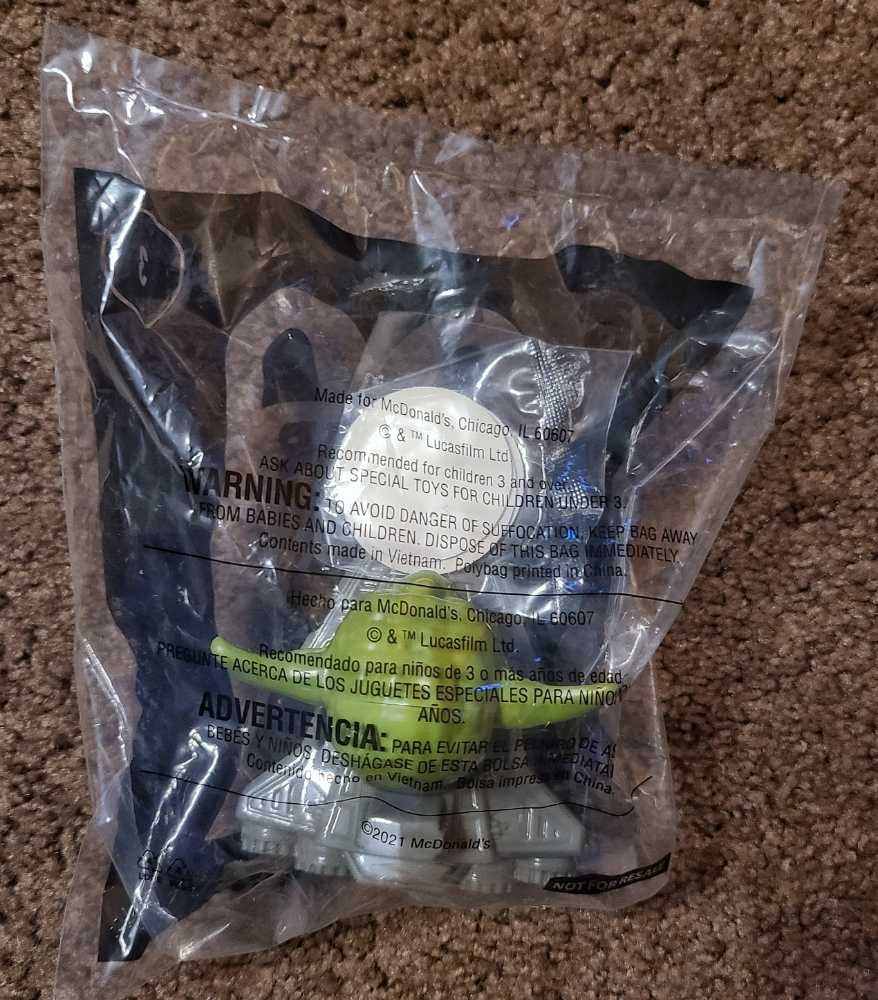 Made for McDonald's, Chicago, IL 60607
© & ™ Lucasfilm Ltd.
Recommended for children 3 and over.
ASK ABOUT SPECIAL TOYS FOR CHILDREN UNDER 3.
WARNING: TO AVOID DANGER OF SUFFOCATION, KEEP BAG AWAY
FROM BABIES AND CHILDREN. DISPOSE OF THIS BAG IMMEDIATELY
Contents made in Vietnam. Polybag printed in China.
Hecho para McDonald's, Chicago, IL 60607
© & ™ Lucasfilm Ltd.
Recomendado para niños de 3 o más años de edad.
PREGUNTE ACERCA DE LOS JUGUETES ESPECIALES PARA NIÑO
AÑOS.
ADVERTENCIA: PARA EVITAR EL PELIGRO DE
BEBES Y NIÑOS. DESHÁGASE DE ESTA BOLSA
Contenido hecho en Vietnam. Bolsa impresa en China.
©2021 McDonald's
NOT FOR RESALE